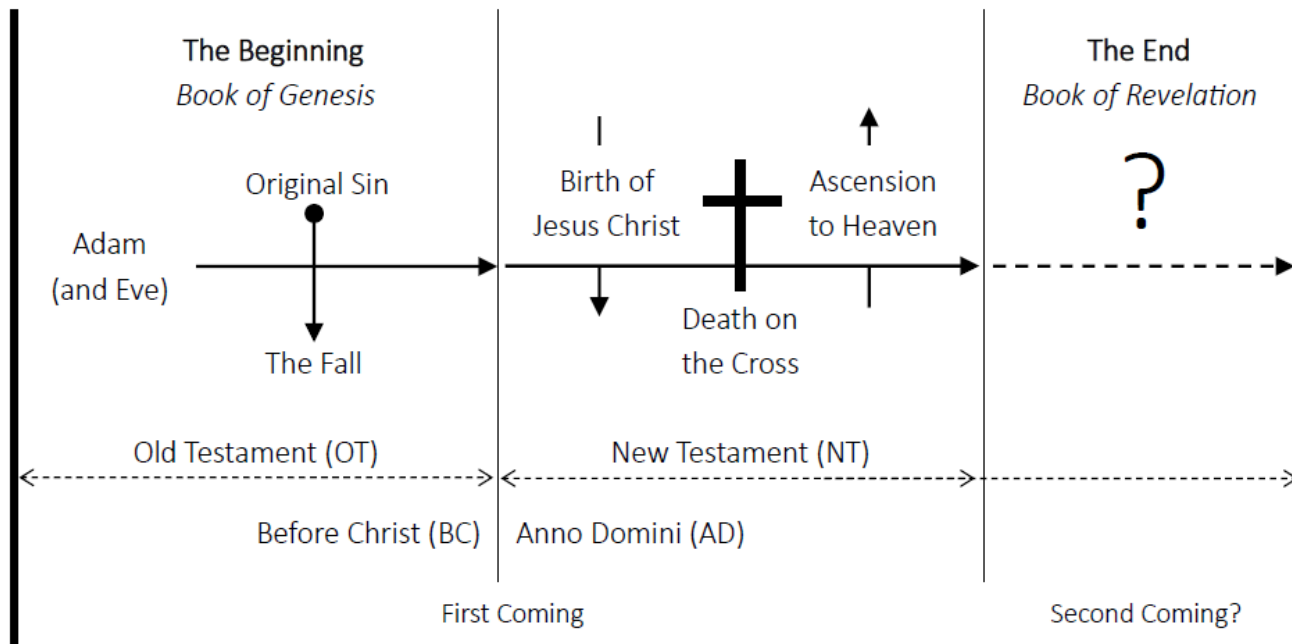 The Beginning
Book of Genesis
The End
Book of Revelation
Original Sin
Adam
(and Eve)
The Fall
Birth of
Jesus Christ
Ascension
to Heaven
Death on
the Cross
?
Old Testament (OT)
New Testament (NT)
Before Christ (BC)
Anno Domini (AD)
First Coming
Second Coming?